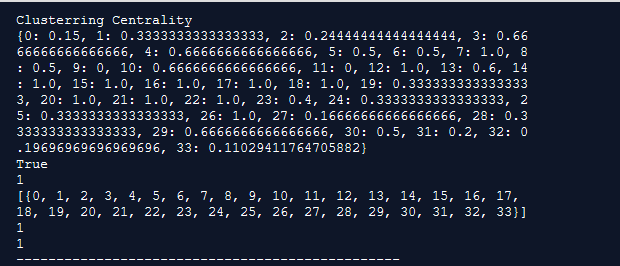 Clusterring Centrality
{0: 0.15, 1: 0.3333333333333333, 2: 0.24444444444444444, 3: 0.66
66666666666666, 4: 0.6666666666666666, 5: 0.5, 6: 0.5, 7: 1.0, 8
: 0.5, 9: 0, 10: 0.6666666666666666, 11: 0, 12: 1.0, 13: 0.6, 14
: 1.0, 15: 1.0, 16: 1.0, 17: 1.0, 18: 1.0, 19: 0.333333333333333
3, 20: 1.0, 21: 1.0, 22: 1.0, 23: 0.4, 24: 0.3333333333333333, 2
5: 0.3333333333333333, 26: 1.0, 27: 0.16666666666666666, 28: 0.3
333333333333333, 29: 0.6666666666666666, 30: 0.5, 31: 0.2, 32: 0
.19696969696969696, 33: 0.11029411764705882}
True
1
[{0, 1, 2, 3, 4, 5, 6, 7, 8, 9, 10, 11, 12, 13, 14, 15, 16, 17,
18, 19, 20, 21, 22, 23, 24, 25, 26, 27, 28, 29, 30, 31, 32, 33}]
1
1
------------------------------------------------